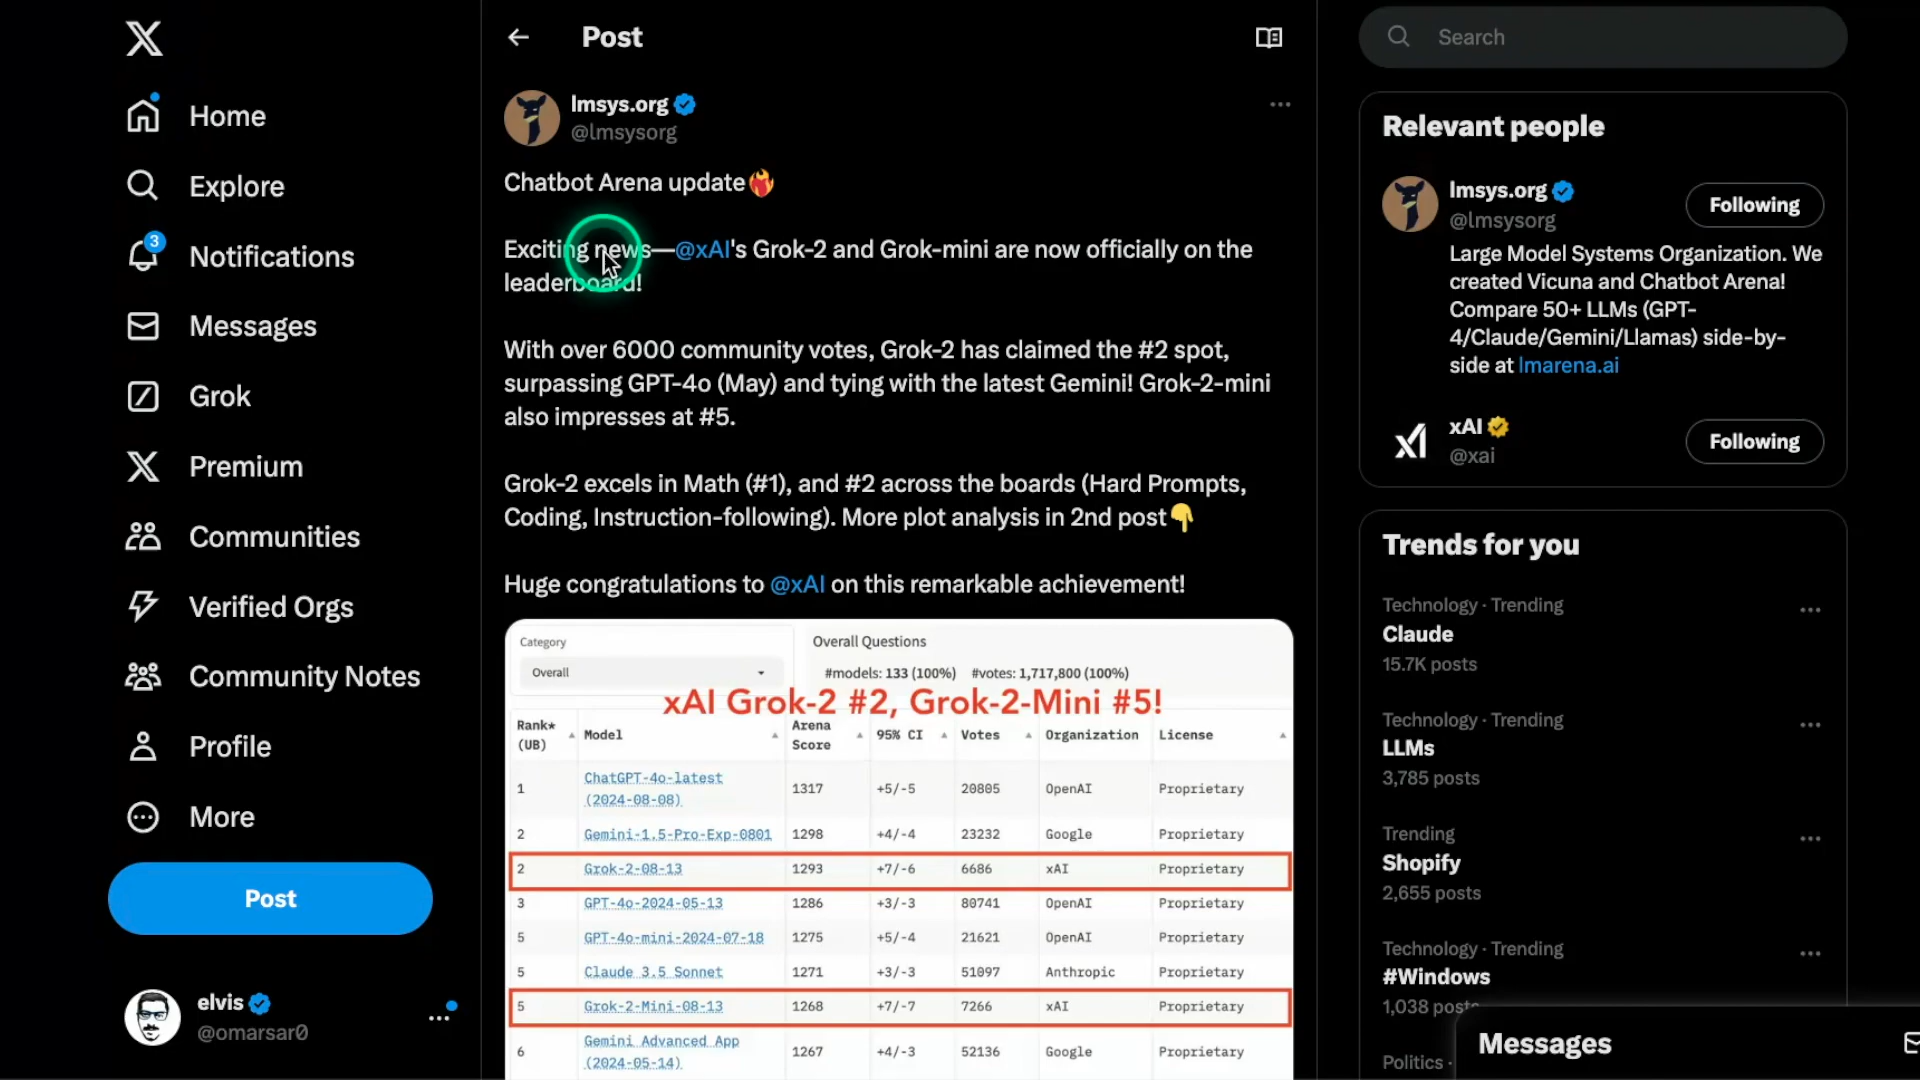 Home
Explore
3
Notifications
Messages
Grok
Premium
Communities
Verified Orgs
Community Notes
Profile
More
Post
elvis
@omarsar0
Post
lmsys.org
@lmsysorg
Chatbot Arena update🔥
Exciting news—@xAI's Grok-2 and Grok-mini are now officially on the
leaderboard!
With over 6000 community votes, Grok-2 has claimed the #2 spot,
surpassing GPT-4o (May) and tying with the latest Gemini! Grok-2-mini
also impresses at #5.
Grok-2 excels in Math (#1), and #2 across the boards (Hard Prompts,
Coding, Instruction-following). More plot analysis in 2nd post👇
Huge congratulations to @xAI on this remarkable achievement!
Category
Overall
Overall Questions
#models: 133 (100%) #votes: 1,717,800 (100%)
xAI Grok-2 #2, Grok-2-Mini #5!
Rank* (UB) Model Arena Score 95% CI Votes Organization License
1 ChatGPT-4o-latest (2024-08-08) 1317 +5/-5 20805 OpenAI Proprietary
2 Gemini-1.5-Pro-Exp-0801 1298 +4/-4 23232 Google Proprietary
2 Grok-2-08-13 1293 +7/-6 6686 xAI Proprietary
3 GPT-4o-2024-05-13 1286 +3/-3 80741 OpenAI Proprietary
5 GPT-4o-mini-2024-07-18 1275 +5/-4 21621 OpenAI Proprietary
5 Claude 3.5 Sonnet 1271 +3/-3 51097 Anthropic Proprietary
5 Grok-2-Mini-08-13 1268 +7/-7 7266 xAI Proprietary
6 Gemini Advanced App (2024-05-14) 1267 +4/-3 52136 Google Proprietary
Search
Relevant people
lmsys.org
@lmsysorg
Following
Large Model Systems Organization. We
created Vicuna and Chatbot Arena!
Compare 50+ LLMs (GPT-
4/Claude/Gemini/Llamas) side-by-
side at lmarena.ai
xAI
@xai
Following
Trends for you
Technology · Trending
Claude
15.7K posts
Technology · Trending
LLMs
3,785 posts
Trending
Shopify
2,655 posts
Technology · Trending
#Windows
1,038 posts
Politics ·
Messages